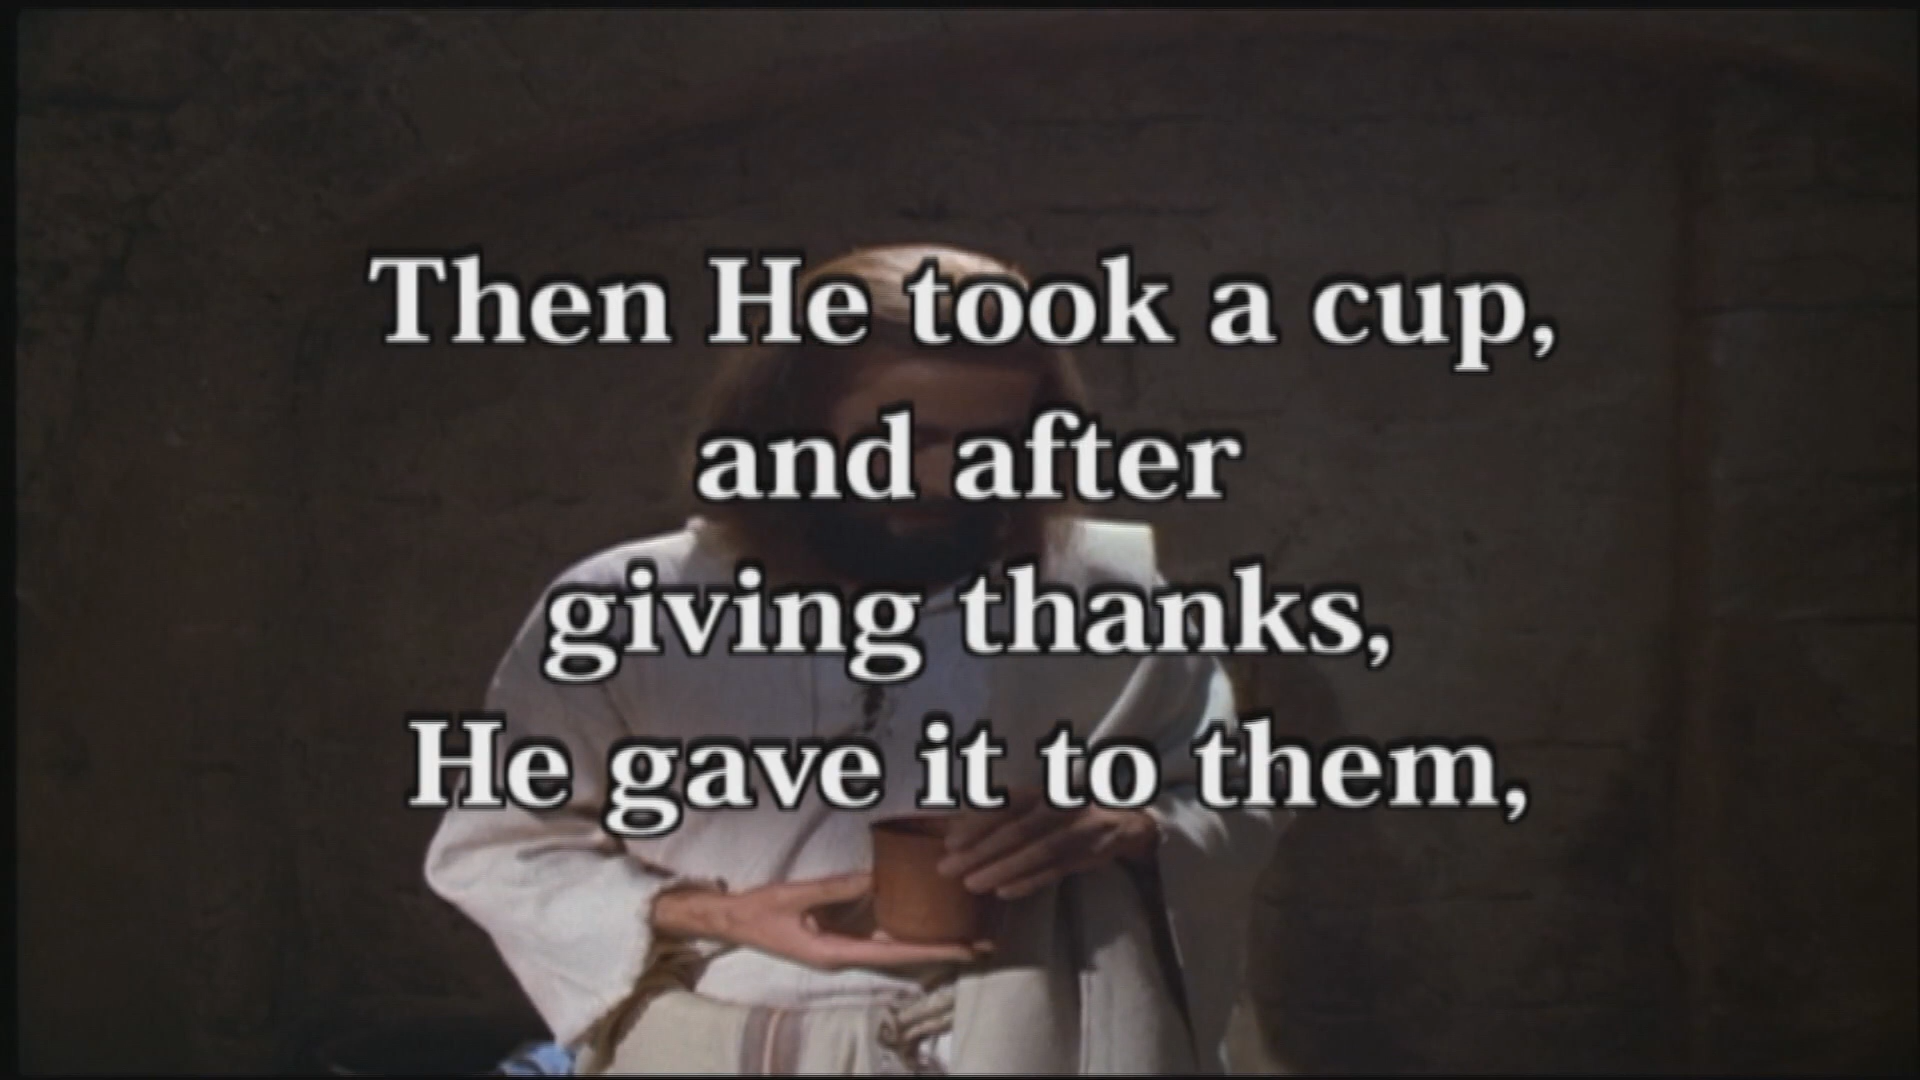 Then He took a cup,
and after
giving thanks,
He gave it to them,